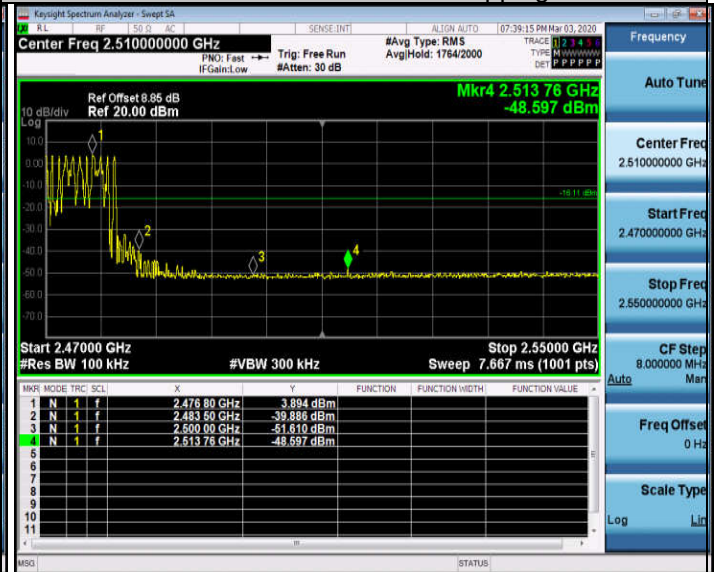 Keysight Spectrum Analyzer - Swept SA
RL RF 50 Ω AC SENSE:INT ALIGN AUTO 07:39:15 PM Mar 03, 2020
Center Freq 2.510000000 GHz
PNO: Fast
IFGain:Low
Trig: Free Run
#Atten: 30 dB
#Avg Type: RMS
Avg|Hold: 1764/2000
TRACE 1 2 3 4 5 6
TYPE MWWWWW
DET P P P P P P
Mkr4 2.513 76 GHz
-48.597 dBm
Ref Offset 8.85 dB
10 dB/div Ref 20.00 dBm
Log
10.0
0.00
-10.0
-20.0
-30.0
-40.0
-50.0
-60.0
-70.0
1
2
3
4
-16.11 dBm
Start 2.47000 GHz Stop 2.55000 GHz
#Res BW 100 kHz #VBW 300 kHz Sweep 7.667 ms (1001 pts)
MKR MODE TRC SCL X Y FUNCTION FUNCTION WIDTH FUNCTION VALUE
1 N 1 f 2.476 80 GHz 3.894 dBm
2 N 1 f 2.483 50 GHz -39.886 dBm
3 N 1 f 2.500 00 GHz -51.610 dBm
4 N 1 f 2.513 76 GHz -48.597 dBm
5
6
7
8
9
10
11
MSG STATUS
Frequency
Auto Tune
Center Freq
2.510000000 GHz
Start Freq
2.470000000 GHz
Stop Freq
2.550000000 GHz
CF Step
8.000000 MHz
Auto Man
Freq Offset
0 Hz
Scale Type
Log Lin